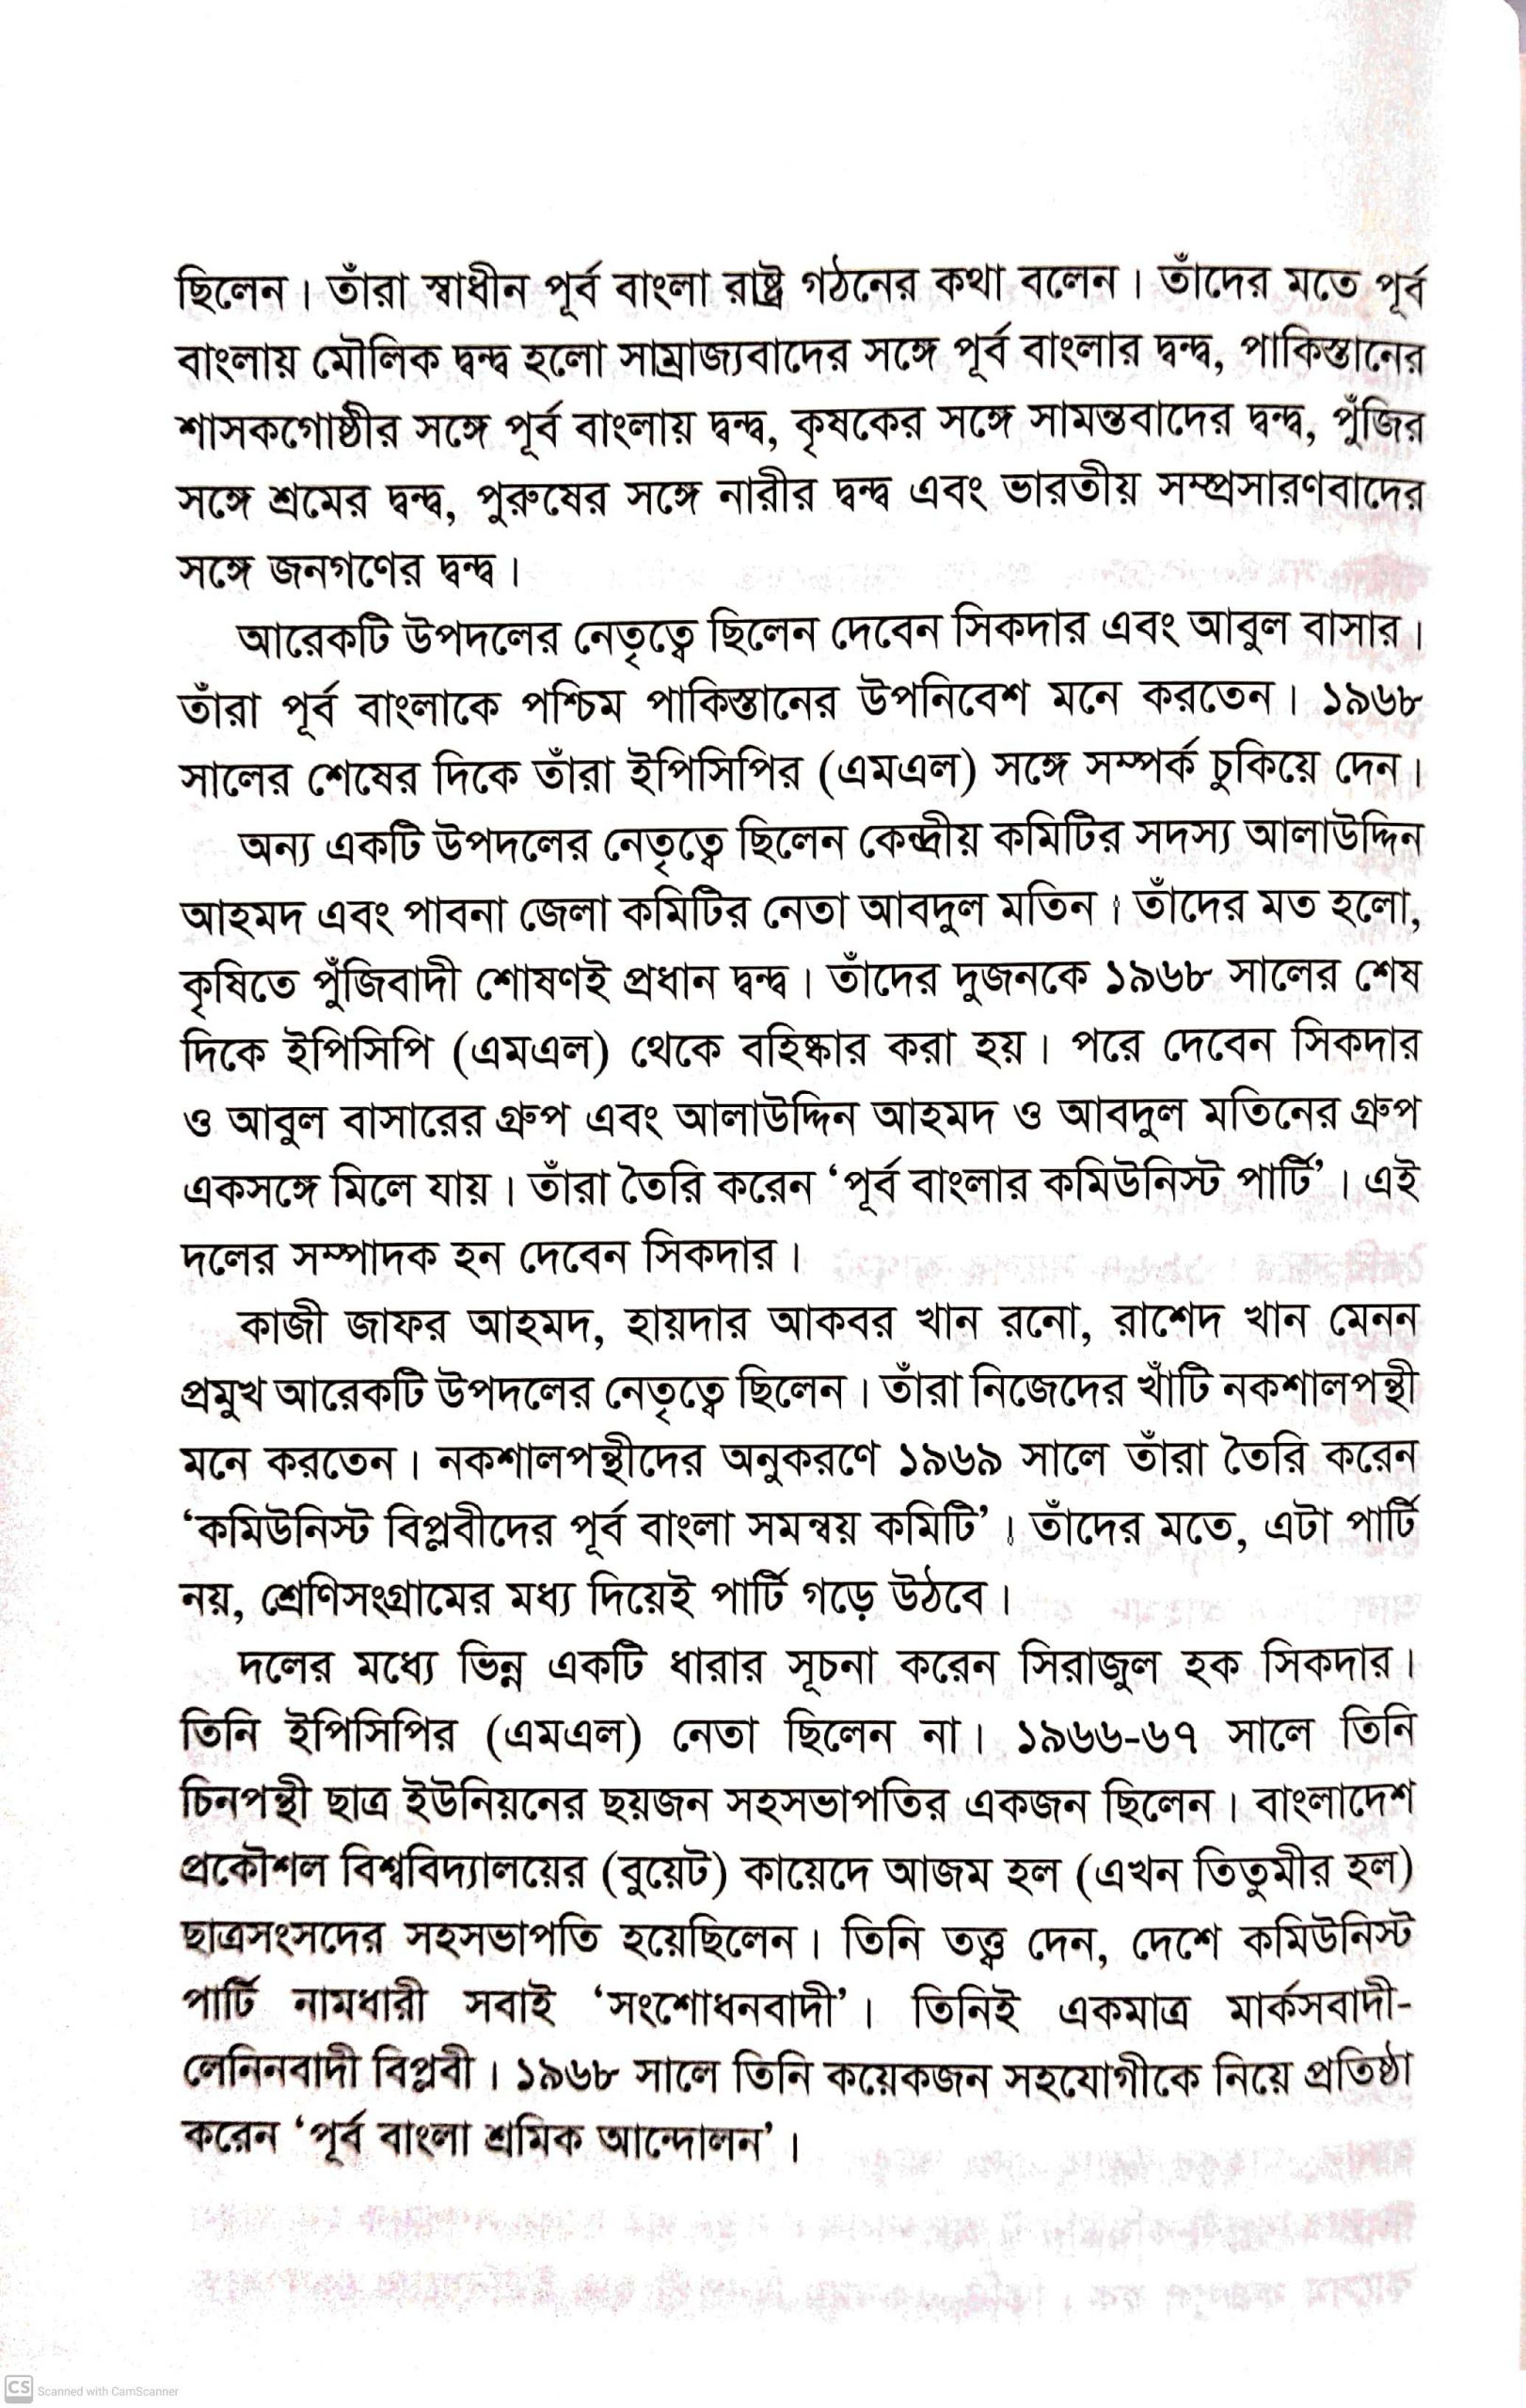 ছিলেন। তাঁরা স্বাধীন পূর্ব বাংলা রাষ্ট্র গঠনের কথা বলেন। তাঁদের মতে পূর্ব
বাংলায় মৌলিক দ্বন্দ্ব হলো সাম্রাজ্যবাদের সঙ্গে পূর্ব বাংলার দ্বন্দ্ব, পাকিস্তানের
শাসকগোষ্ঠীর সঙ্গে পূর্ব বাংলায় দ্বন্দ্ব, কৃষকের সঙ্গে সামন্তবাদের দ্বন্দ্ব, পুঁজির
সঙ্গে শ্রমের দ্বন্দ্ব, পুরুষের সঙ্গে নারীর দ্বন্দ্ব এবং ভারতীয় সম্প্রসারণবাদের
সঙ্গে জনগণের দ্বন্দ্ব।
আরেকটি উপদলের নেতৃত্বে ছিলেন দেবেন সিকদার এবং আবুল বাসার।
তাঁরা পূর্ব বাংলাকে পশ্চিম পাকিস্তানের উপনিবেশ মনে করতেন। ১৯৬৮
সালের শেষের দিকে তাঁরা ইপিসিপির (এমএল) সঙ্গে সম্পর্ক চুকিয়ে দেন।
অন্য একটি উপদলের নেতৃত্বে ছিলেন কেন্দ্রীয় কমিটির সদস্য আলাউদ্দিন
আহমদ এবং পাবনা জেলা কমিটির নেতা আবদুল মতিন। তাঁদের মত হলো,
কৃষিতে পুঁজিবাদী শোষণই প্রধান দ্বন্দ্ব। তাঁদের দুজনকে ১৯৬৮ সালের শেষ
দিকে ইপিসিপি (এমএল) থেকে বহিষ্কার করা হয়। পরে দেবেন সিকদার
ও আবুল বাসারের গ্রুপ এবং আলাউদ্দিন আহমদ ও আবদুল মতিনের গ্রুপ
একসঙ্গে মিলে যায়। তাঁরা তৈরি করেন ‘পূর্ব বাংলার কমিউনিস্ট পার্টি’। এই
দলের সম্পাদক হন দেবেন সিকদার।
কাজী জাফর আহমদ, হায়দার আকবর খান রনো, রাশেদ খান মেনন
প্রমুখ আরেকটি উপদলের নেতৃত্বে ছিলেন। তাঁরা নিজেদের খাঁটি নকশালপন্থী
মনে করতেন। নকশালপন্থীদের অনুকরণে ১৯৬৯ সালে তাঁরা তৈরি করেন
‘কমিউনিস্ট বিপ্লবীদের পূর্ব বাংলা সমন্বয় কমিটি’। তাঁদের মতে, এটা পার্টি
নয়, শ্রেণিসংগ্রামের মধ্য দিয়েই পার্টি গড়ে উঠবে।
দলের মধ্যে ভিন্ন একটি ধারার সূচনা করেন সিরাজুল হক সিকদার।
তিনি ইপিসিপির (এমএল) নেতা ছিলেন না। ১৯৬৬-৬৭ সালে তিনি
চিনপন্থী ছাত্র ইউনিয়নের ছয়জন সহসভাপতির একজন ছিলেন। বাংলাদেশ
প্রকৌশল বিশ্ববিদ্যালয়ের (বুয়েট) কায়েদে আজম হল (এখন তিতুমীর হল)
ছাত্রসংসদের সহসভাপতি হয়েছিলেন। তিনি তত্ত্ব দেন, দেশে কমিউনিস্ট
পার্টি নামধারী সবাই ‘সংশোধনবাদী’। তিনিই একমাত্র মার্কসবাদী-
লেনিনবাদী বিপ্লবী। ১৯৬৮ সালে তিনি কয়েকজন সহযোগীকে নিয়ে প্রতিষ্ঠা
করেন ‘পূর্ব বাংলা শ্রমিক আন্দোলন’।
CS Scanned with CamScanner